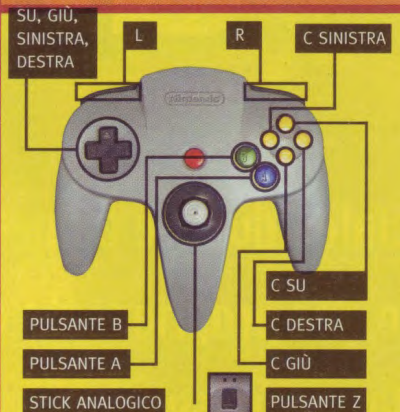 SU, GIÙ,
SINISTRA,
DESTRA
L
R
C SINISTRA
Nintendo
B
A
C SU
PULSANTE B
C DESTRA
PULSANTE A
C GIÙ
STICK ANALOGICO
PULSANTE Z